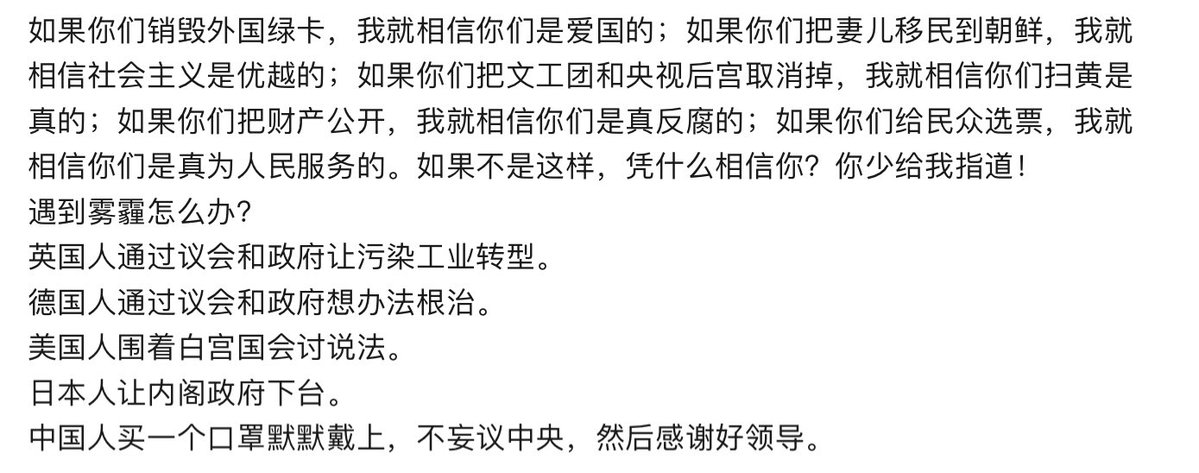 如果你们销毁外国绿卡，我就相信你们是爱国的；如果你们把妻儿移民到朝鲜，我就
相信社会主义是优越的；如果你们把文工团和央视后宫取消掉，我就相信你们扫黄是
真的；如果你们把财产公开，我就相信你们是真反腐的；如果你们给民众选票，我就
相信你们是真为人民服务的。如果不是这样，凭什么相信你？你少给我指道！
遇到雾霾怎么办？
英国人通过议会和政府让污染工业转型。
德国人通过议会和政府想办法根治。
美国人围着白宫国会讨说法。
日本人让内阁政府下台。
中国人买一个口罩默默戴上，不妄议中央，然后感谢好领导。